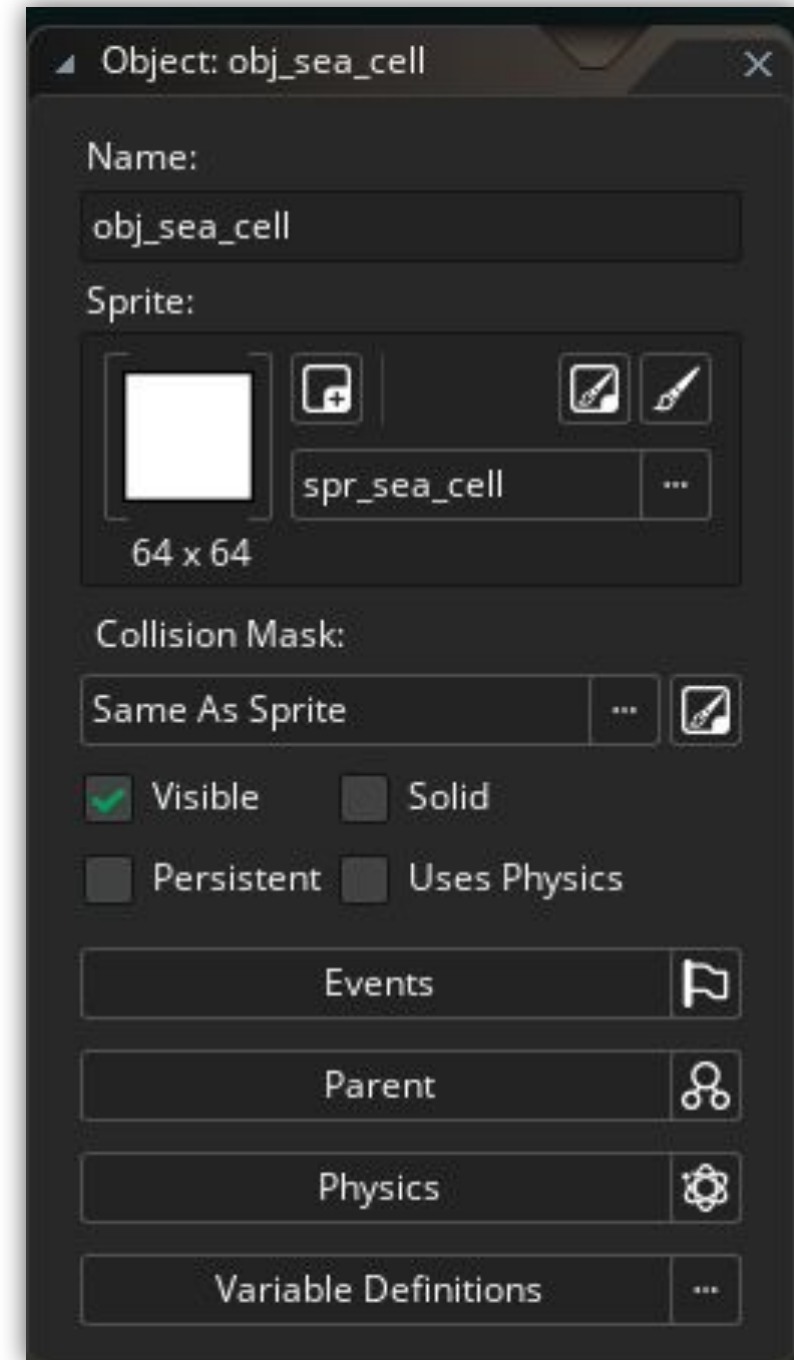 Object: obj_sea_cell
Name:
obj_sea_cell
Sprite:
spr_sea_cell
64 x 64
Collision Mask:
Same As Sprite
Visible Solid
Persistent Uses Physics
Events
Parent
Physics
Variable Definitions